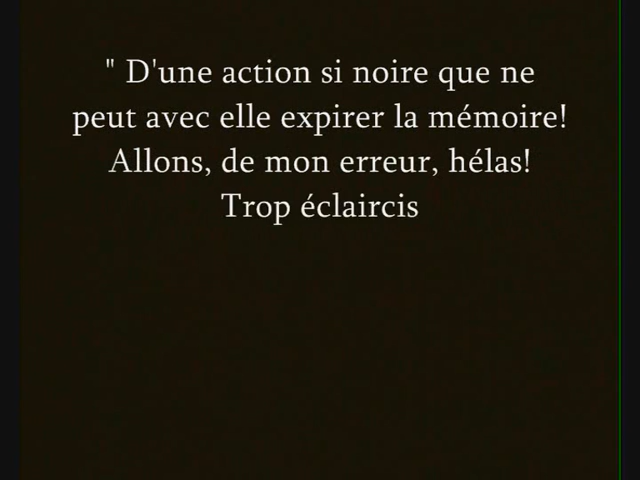 " D'une action si noire que ne
peut avec elle expirer la mémoire!
Allons, de mon erreur, hélas!
Trop éclaircis